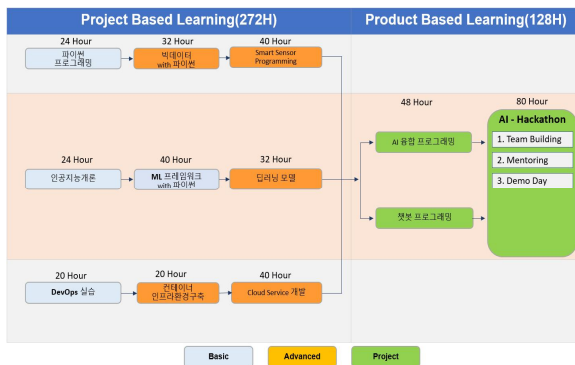 Project Based Learning(272H)
Product Based Learning(128H)
24 Hour
32 Hour
40 Hour
파이썬
프로그래밍
빅데이터
with 파이썬
Smart Sensor
Programming
48 Hour
80 Hour
24 Hour
40 Hour
32 Hour
인공지능개론
ML 프레임워크
with 파이썬
딥러닝 모델
AI 융합 프로그래밍
챗봇 프로그래밍
AI - Hackathon
1. Team Building
2. Mentoring
3. Demo Day
20 Hour
20 Hour
40 Hour
DevOps 실습
컨테이너
인프라환경구축
Cloud Service 개발
Basic
Advanced
Project